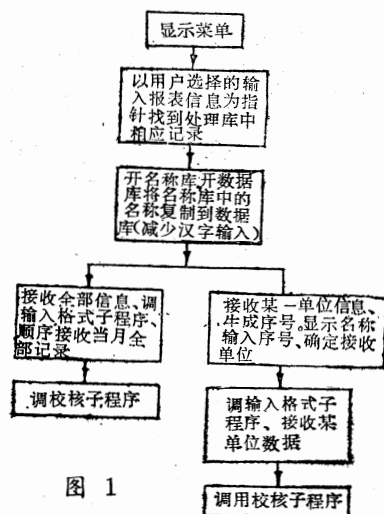 显示菜单
以用户选择的输
入报表信息为指
针找到处理库中
相应记录
开名称库、开数据
库将名称库中的
名称复制到数据
库(减少汉字输入)
接收全部信息、调
输入格式子程序、
顺序接收当月全
部记录
调校核子程序
接收某一单位信息、
生成序号。显示名称
输入序号、确定接收
单位
调输入格式子
程序、接收某
单位数据
调用校核子程序
图 1